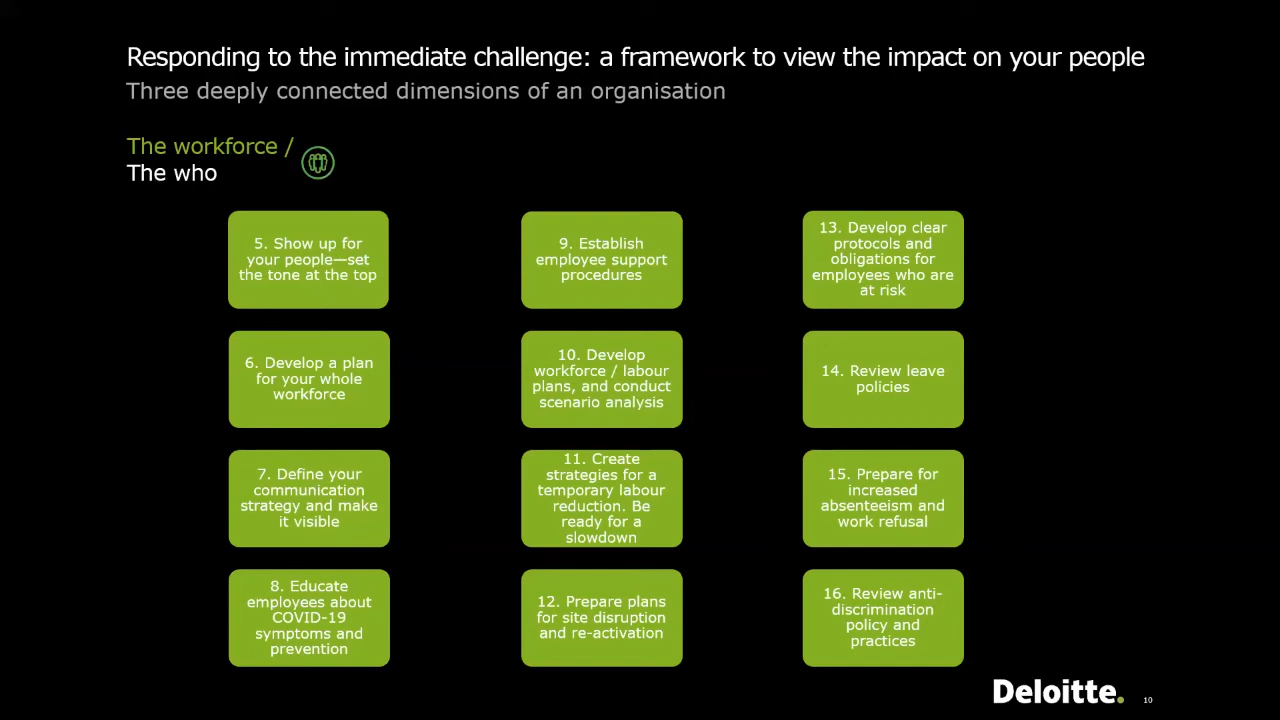 Responding to the immediate challenge: a framework to view the impact on your people
Three deeply connected dimensions of an organisation
The workforce /
The who
5. Show up for
your people—set
the tone at the top
6. Develop a plan
for your whole
workforce
7. Define your
communication
strategy and make
it visible
8. Educate
employees about
COVID-19
symptoms and
prevention
9. Establish
employee support
procedures
10. Develop
workforce / labour
plans, and conduct
scenario analysis
11. Create
strategies for a
temporary labour
reduction. Be
ready for a
slowdown
12. Prepare plans
for site disruption
and re-activation
13. Develop clear
protocols and
obligations for
employees who are
at risk
14. Review leave
policies
15. Prepare for
increased
absenteeism and
work refusal
16. Review anti-
discrimination
policy and
practices
Deloitte.
10